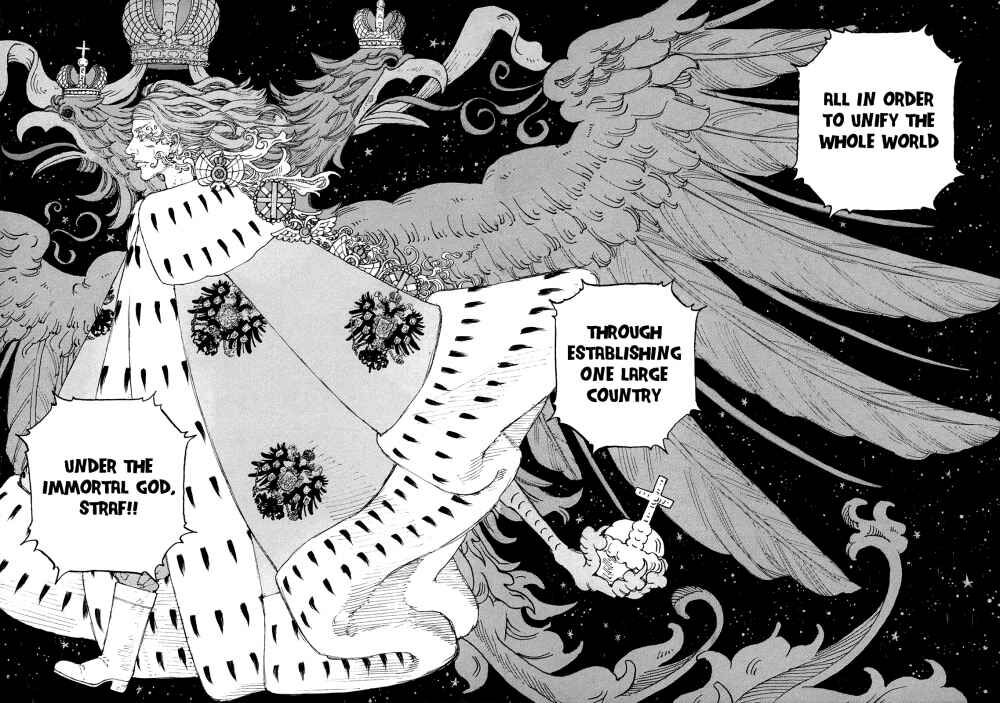 ALL IN ORDER
TO UNIFY THE
WHOLE WORLD
THROUGH
ESTABLISHING
ONE LARGE
COUNTRY
UNDER THE
IMMORTAL GOD,
STRAF!!